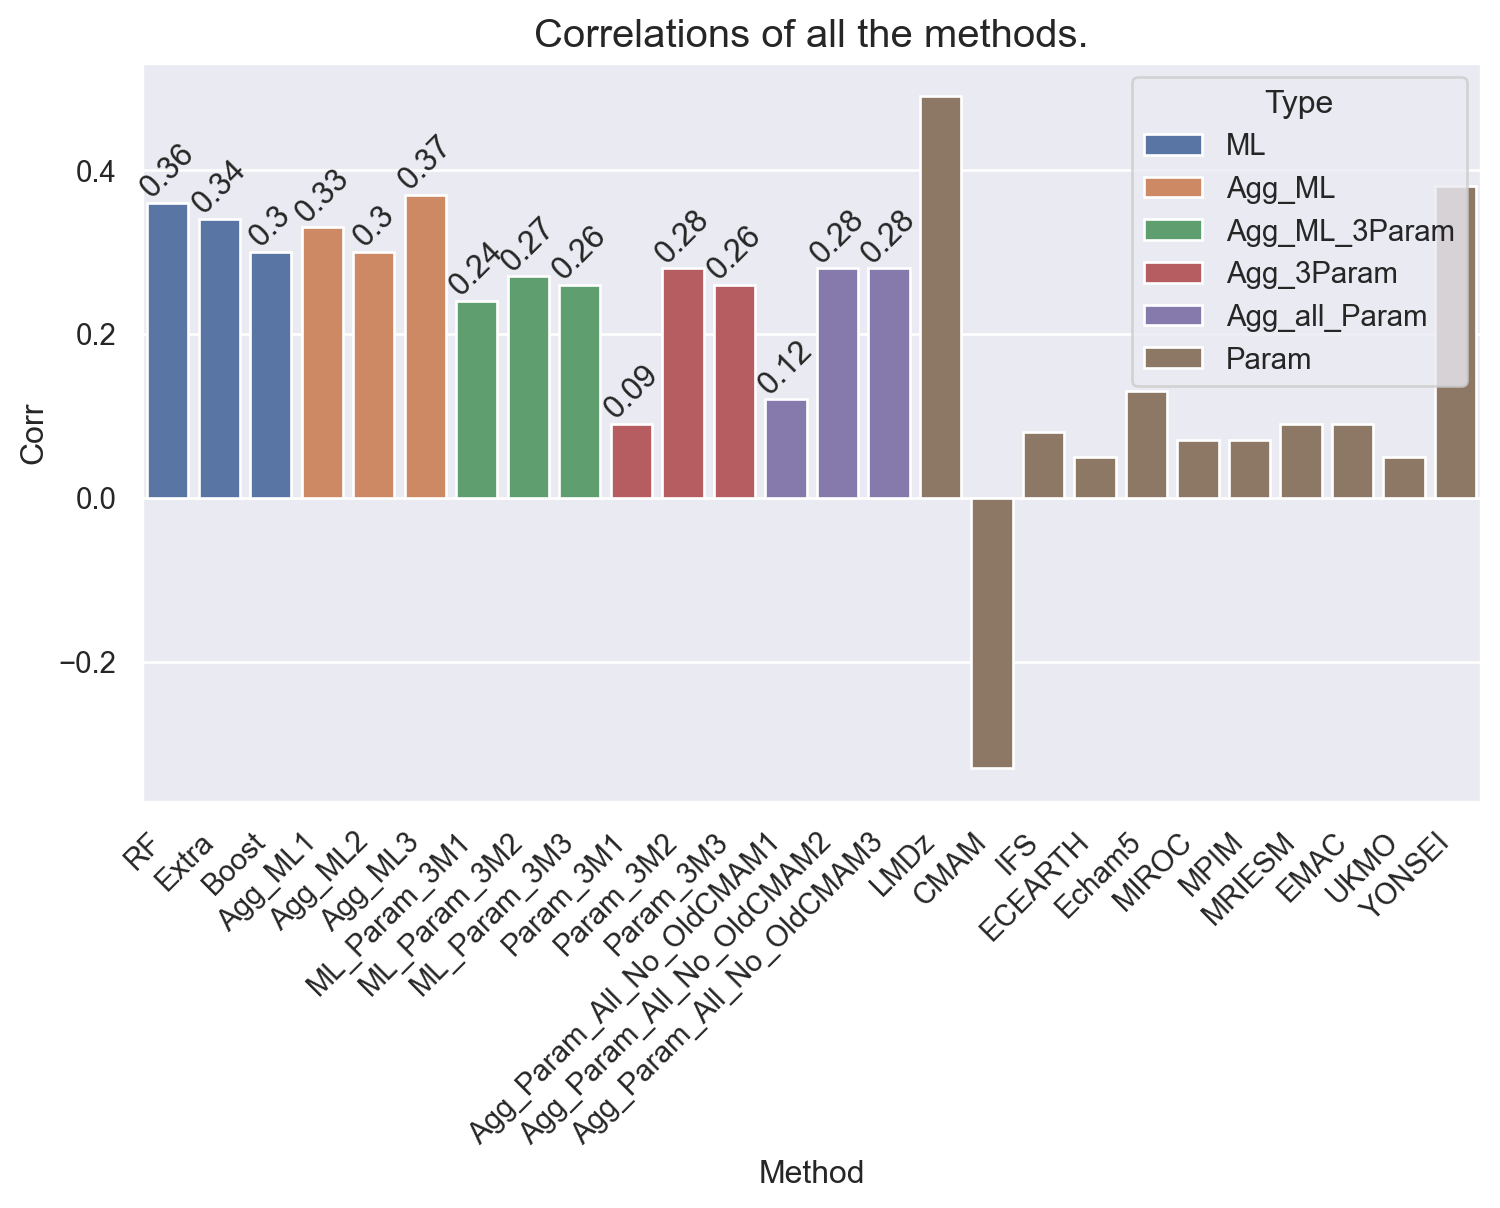 Correlations of all the methods.
Corr
0.4
0.2
0.0
−0.2
0.36
0.34
0.3
0.33
0.3
0.37
0.24
0.27
0.26
0.09
0.28
0.26
0.12
0.28
0.28
Type
ML
Agg_ML
Agg_ML_3Param
Agg_3Param
Agg_all_Param
Param
RF
Extra
Boost
Agg_ML1
Agg_ML2
Agg_ML3
ML_Param_3M1
ML_Param_3M2
ML_Param_3M3
Param_3M1
Param_3M2
Param_3M3
Agg_Param_All_No_OldCMAM1
Agg_Param_All_No_OldCMAM2
Agg_Param_All_No_OldCMAM3
LMDz
CMAM
IFS
ECEARTH
Echam5
MIROC
MPIM
MRIESM
EMAC
UKMO
YONSEI
Method